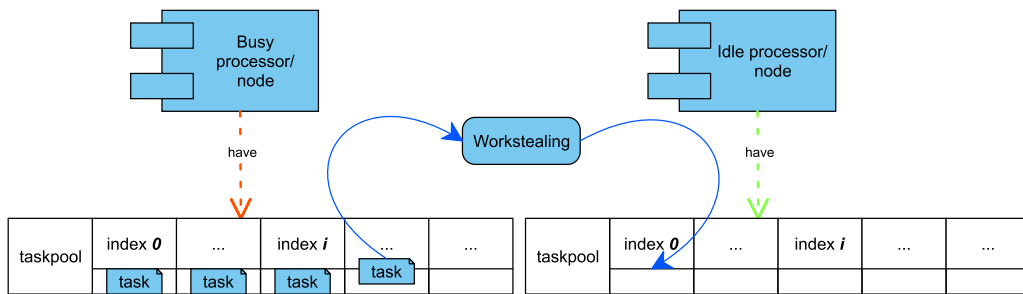 Busy
processor/
node
Idle processor/
node
Workstealing
have
have
taskpool index 0 ... index i ... ...
task task task task
taskpool index 0 ... index i ... ...